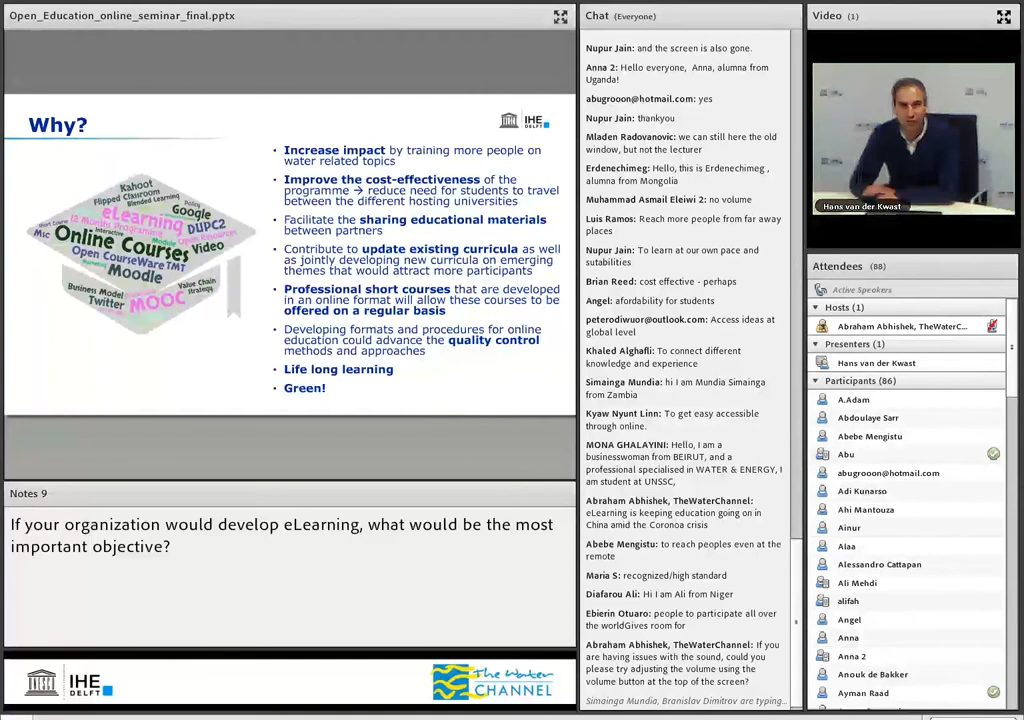 Open_Education_online_seminar_final.pptx
Why?
IHE
DELFT
Kahoot
Flipped Classroom
Blended Learning
Policy
Google
eLearning
DUPC2
Short Course
12 Months Programme
Interactive
Msc
Online Courses
Module
Open Resources
Video
Open CourseWare
TMT
Marketing
Moodle
Business Model
Twitter
MOOC
Value Chain
Strategy
• Increase impact by training more people on
water related topics
• Improve the cost-effectiveness of the
programme → reduce need for students to travel
between the different hosting universities
• Facilitate the sharing educational materials
between partners
• Contribute to update existing curricula as well
as jointly developing new curricula on emerging
themes that would attract more participants
• Professional short courses that are developed
in an online format will allow these courses to be
offered on a regular basis
• Developing formats and procedures for online
education could advance the quality control
methods and approaches
• Life long learning
• Green!
Notes 9
If your organization would develop eLearning, what would be the most
important objective?
IHE
DELFT
The Water
CHANNEL
Chat (Everyone)
Nupur Jain: and the screen is also gone.
Anna 2: Hello everyone, Anna, alumna from
Uganda!
abugrooon@hotmail.com: yes
Nupur Jain: thankyou
Mladen Radovanovic: we can still here the old
window, but not the lecturer
Erdenechimeg: Hello, this is Erdenechimeg ,
alumna from Mongolia
Muhammad Asmail Eleiwi 2: no volume
Luis Ramos: Reach more people from far away
places
Nupur Jain: To learn at our own pace and
sutabilities
Brian Reed: cost effective - perhaps
Angel: afordability for students
peterodiwuor@outlook.com: Access ideas at
global level
Khaled Alghafli: To connect different
knowledge and experience
Simainga Mundia: hi I am Mundia Simainga
from Zambia
Kyaw Nyunt Linn: To get easy accessible
through online.
MONA GHALAYINI: Hello, I am a
businesswoman from BEIRUT, and a
professional specialised in WATER & ENERGY, I
am student at UNSSC,
Abraham Abhishek, TheWaterChannel:
eLearning is keeping education going on in
China amid the Coronoa crisis
Abebe Mengistu: to reach peoples even at the
remote
Maria S: recognized/high standard
Diafarou Ali: Hi I am Ali from Niger
Ebierin Otuaro: people to participate all over
the worldGives room for
Abraham Abhishek, TheWaterChannel: If you
are having issues with the sound, could you
please try adjusting the volume using the
volume button at the top of the screen?
Simainga Mundia, Branislav Dimitrov are typing...
Video (1)
Hans van der Kwast
Attendees (88)
Active Speakers
Hosts (1)
Abraham Abhishek, TheWaterC...
Presenters (1)
Hans van der Kwast
Participants (86)
A.Adam
Abdoulaye Sarr
Abebe Mengistu
Abu
abugrooon@hotmail.com
Adi Kunarso
Ahi Mantouza
Ainur
Alaa
Alessandro Cattapan
Ali Mehdi
alifah
Angel
Anna
Anna 2
Anouk de Bakker
Ayman Raad